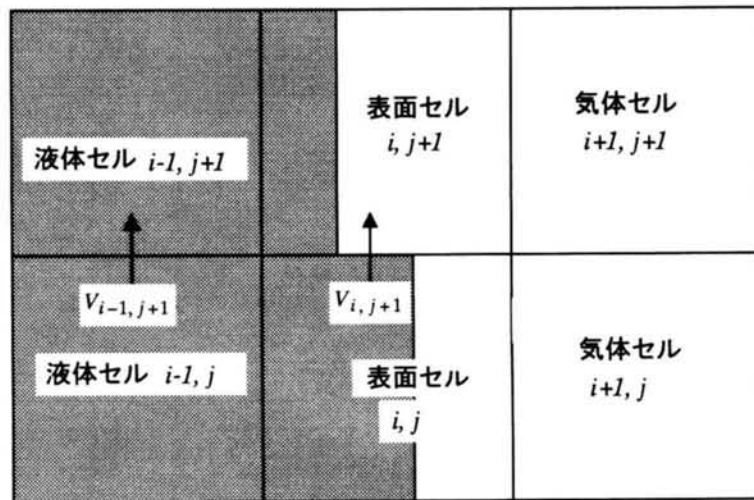 表面セル
i, j+1
気体セル
i+1, j+1
液体セル i-1, j+1
V_{i-1, j+1}
V_{i, j+1}
液体セル i-1, j
表面セル
i, j
気体セル
i+1, j